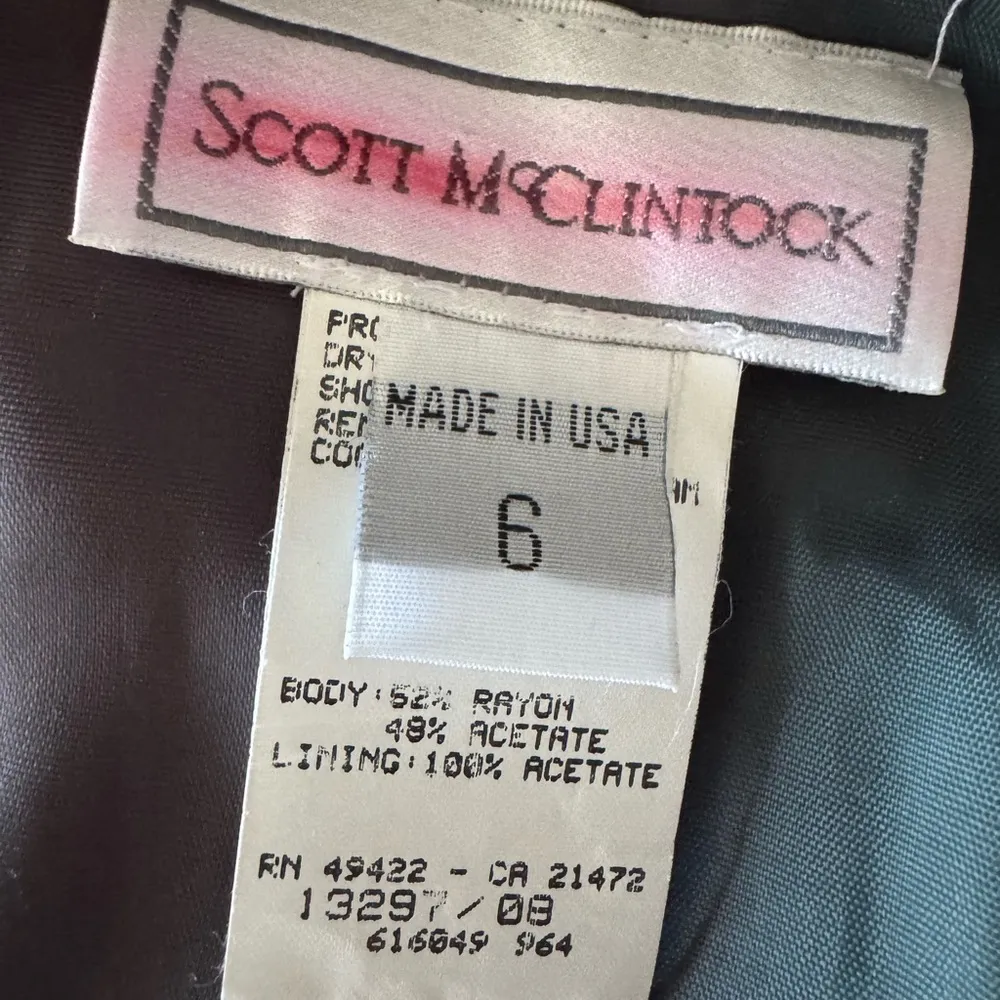 SCOTT McCLINTOCK
MADE IN USA
6
BODY: 52% RAYON
48% ACETATE
LINING: 100% ACETATE
RN 49422 - CA 21472
13297/08
616049 964